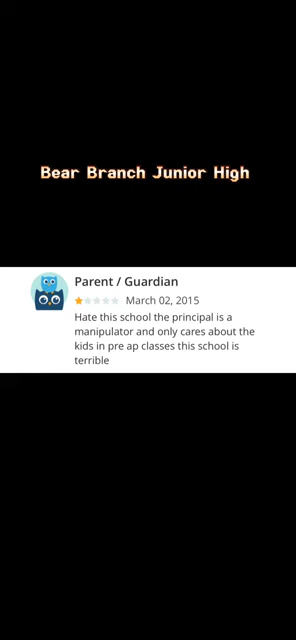 Bear Branch Junior High
Parent / Guardian
March 02, 2015
Hate this school the principal is a
manipulator and only cares about the
kids in pre ap classes this school is
terrible